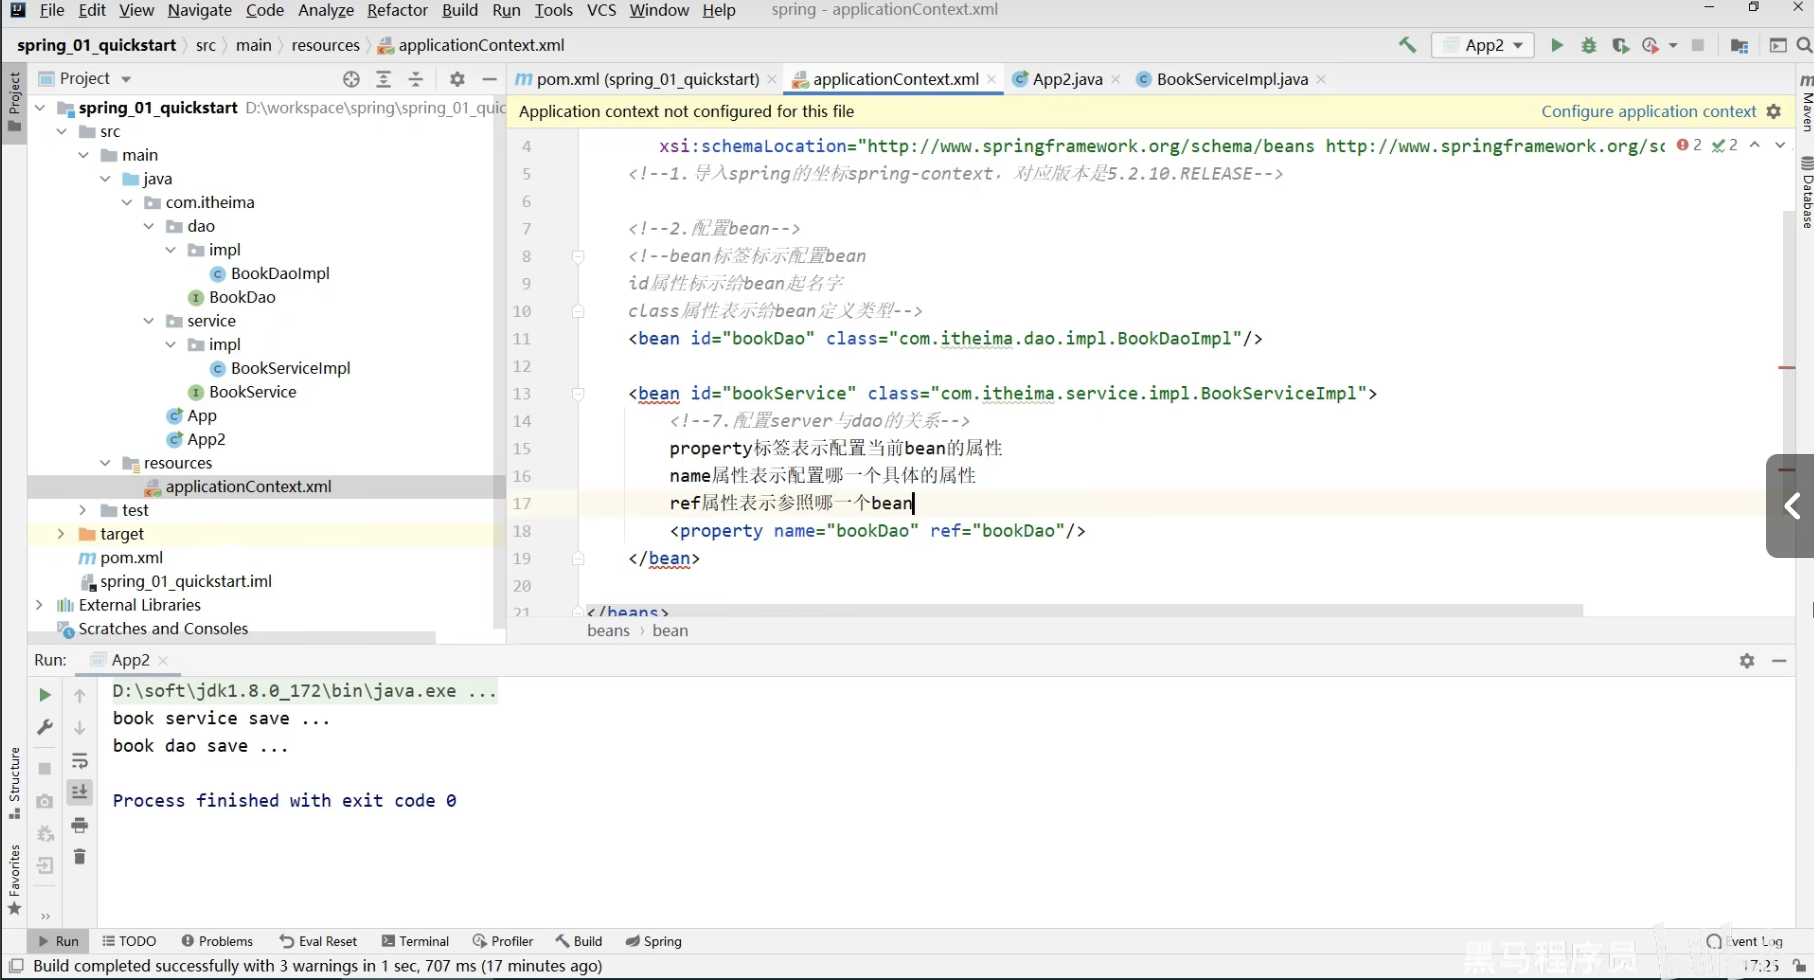 File Edit View Navigate Code Analyze Refactor Build Run Tools VCS Window Help spring - applicationContext.xml
spring_01_quickstart src main resources applicationContext.xml App2
Project
pom.xml (spring_01_quickstart) applicationContext.xml App2.java BookServiceImpl.java
Application context not configured for this file Configure application context
Project
spring_01_quickstart D:\workspace\spring\spring_01_quic
src
main
java
com.itheima
dao
impl
BookDaoImpl
BookDao
service
impl
BookServiceImpl
BookService
App
App2
resources
applicationContext.xml
test
target
pom.xml
spring_01_quickstart.iml
External Libraries
Scratches and Consoles
4 xsi:schemaLocation="http://www.springframework.org/schema/beans http://www.springframework.org/sc 2 2
5 <!--1.导入spring的坐标spring-context，对应版本是5.2.10.RELEASE-->
6
7 <!--2.配置bean-->
8 <!--bean标签标示配置bean
9 id属性标示给bean起名字
10 class属性表示给bean定义类型-->
11 <bean id="bookDao" class="com.itheima.dao.impl.BookDaoImpl"/>
12
13 <bean id="bookService" class="com.itheima.service.impl.BookServiceImpl">
14 <!--7.配置server与dao的关系-->
15 property标签表示配置当前bean的属性
16 name属性表示配置哪一个具体的属性
17 ref属性表示参照哪一个bean
18 <property name="bookDao" ref="bookDao"/>
19 </bean>
20
21 </beans>
beans bean
Maven
Database
Run: App2
D:\soft\jdk1.8.0_172\bin\java.exe ...
book service save ...
book dao save ...
Process finished with exit code 0
Structure
Favorites
Run TODO Problems Eval Reset Terminal Profiler Build Spring Event Log
Build completed successfully with 3 warnings in 1 sec, 707 ms (17 minutes ago) 17:25
黑马程序员